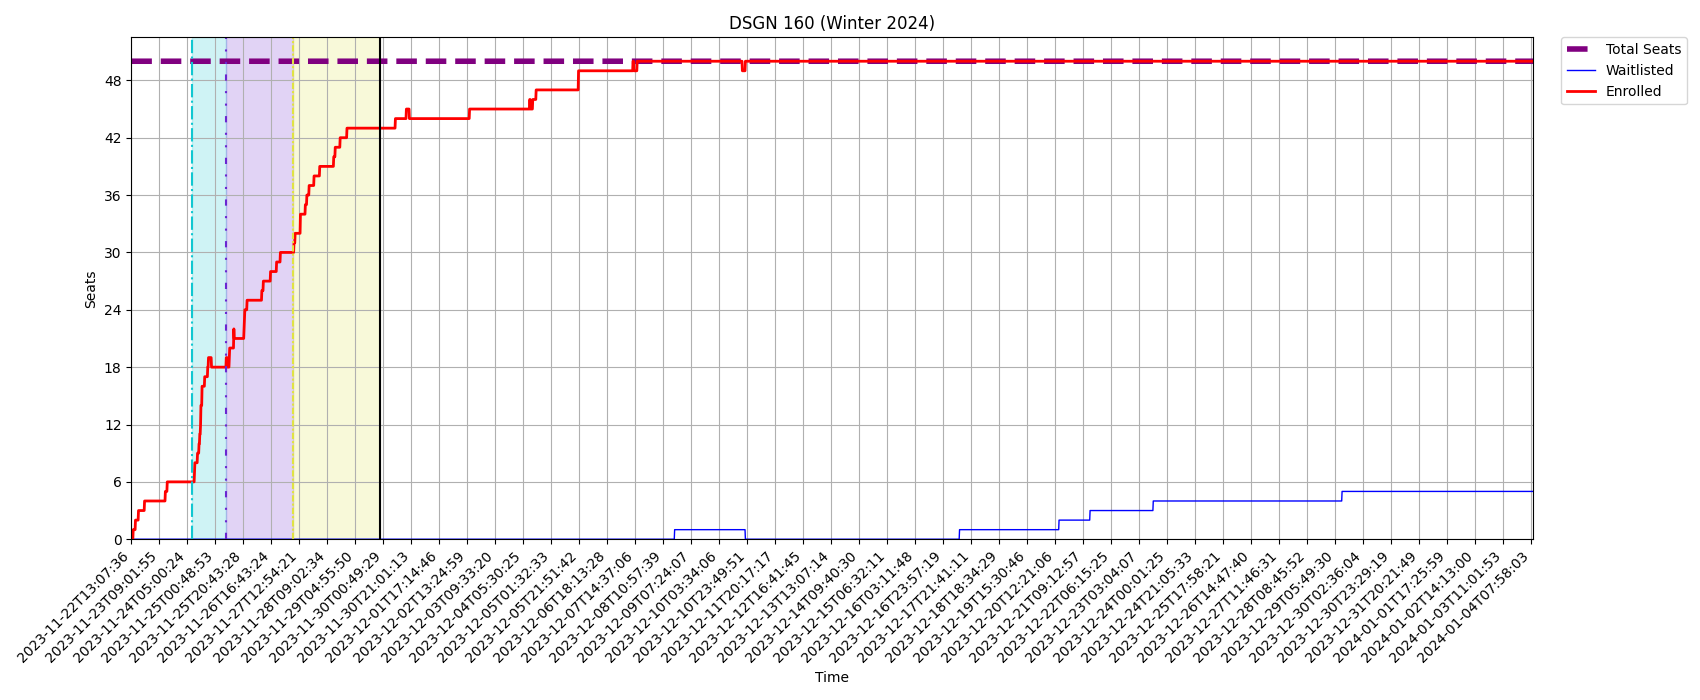 DSGN 160 (Winter 2024)
Total Seats
Waitlisted
Enrolled
Seats
48
42
36
30
24
18
12
6
0
2023-11-22T13:07:36
2023-11-23T09:01:55
2023-11-24T05:00:24
2023-11-25T00:48:53
2023-11-25T20:43:28
2023-11-26T16:43:24
2023-11-27T12:54:21
2023-11-28T09:02:34
2023-11-29T04:55:50
2023-11-30T00:49:29
2023-11-30T21:01:13
2023-12-01T17:14:46
2023-12-02T13:24:59
2023-12-03T09:33:20
2023-12-04T05:30:25
2023-12-05T01:32:33
2023-12-05T21:51:42
2023-12-06T18:13:28
2023-12-07T14:37:06
2023-12-08T10:57:39
2023-12-09T07:24:07
2023-12-10T03:34:06
2023-12-10T23:49:51
2023-12-11T20:17:17
2023-12-12T16:41:45
2023-12-13T13:07:14
2023-12-14T09:40:30
2023-12-15T06:32:11
2023-12-16T03:11:48
2023-12-16T23:57:19
2023-12-17T21:41:11
2023-12-18T18:34:29
2023-12-19T15:30:46
2023-12-20T12:21:06
2023-12-21T09:12:57
2023-12-22T06:15:25
2023-12-23T03:04:07
2023-12-24T00:01:25
2023-12-24T21:05:33
2023-12-25T17:58:21
2023-12-26T14:47:40
2023-12-27T11:46:31
2023-12-28T08:45:52
2023-12-29T05:49:30
2023-12-30T02:36:04
2023-12-30T23:29:19
2023-12-31T20:21:49
2024-01-01T17:25:59
2024-01-02T14:13:00
2024-01-03T11:01:53
2024-01-04T07:58:03
Time